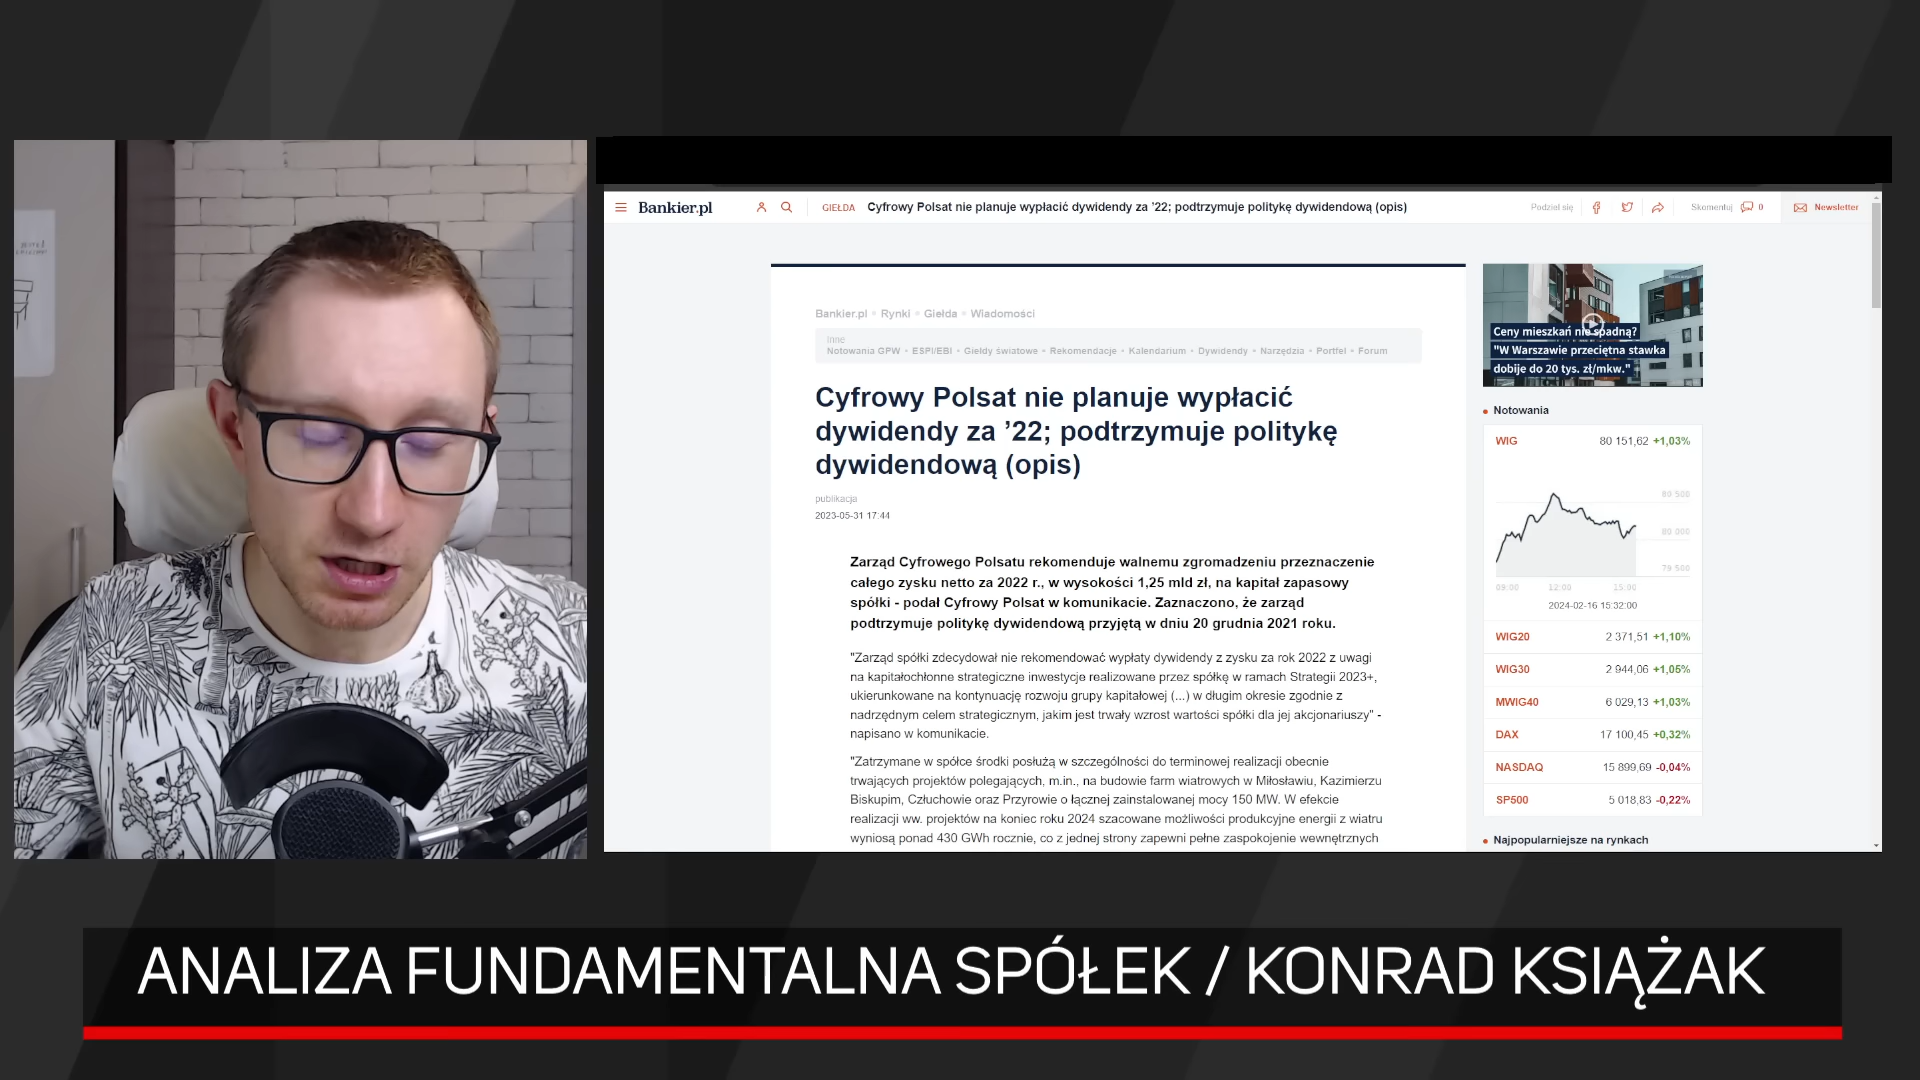 Bankier.pl
GIEŁDA Cyfrowy Polsat nie planuje wypłacić dywidendy za ’22; podtrzymuje politykę dywidendową (opis)
Podziel się
Skomentuj 0
Newsletter
Bankier.pl Rynki Giełda Wiadomości
Inne
Notowania GPW • ESPI/EBI • Giełdy światowe • Rekomendacje • Kalendarium • Dywidendy • Narzędzia • Portfel • Forum
Cyfrowy Polsat nie planuje wypłacić
dywidendy za ’22; podtrzymuje politykę
dywidendową (opis)
publikacja
2023-05-31 17:44
Zarząd Cyfrowego Polsatu rekomenduje walnemu zgromadzeniu przeznaczenie
całego zysku netto za 2022 r., w wysokości 1,25 mld zł, na kapitał zapasowy
spółki - podał Cyfrowy Polsat w komunikacie. Zaznaczono, że zarząd
podtrzymuje politykę dywidendową przyjętą w dniu 20 grudnia 2021 roku.
"Zarząd spółki zdecydował nie rekomendować wypłaty dywidendy z zysku za rok 2022 z uwagi
na kapitałochłonne strategiczne inwestycje realizowane przez spółkę w ramach Strategii 2023+,
ukierunkowane na kontynuację rozwoju grupy kapitałowej (...) w długim okresie zgodnie z
nadrzędnym celem strategicznym, jakim jest trwały wzrost wartości spółki dla jej akcjonariuszy" -
napisano w komunikacie.
"Zatrzymane w spółce środki posłużą w szczególności do terminowej realizacji obecnie
trwających projektów polegających, m.in., na budowie farm wiatrowych w Miłosławiu, Kazimierzu
Biskupim, Człuchowie oraz Przyrowie o łącznej zainstalowanej mocy 150 MW. W efekcie
realizacji ww. projektów na koniec roku 2024 szacowane możliwości produkcyjne energii z wiatru
wyniosą ponad 430 GWh rocznie, co z jednej strony zapewni pełne zaspokojenie wewnętrznych
Ceny mieszkań nie spadną?
"W Warszawie przeciętna stawka
dobije do 20 tys. zł/mkw."
Notowania
WIG 80 151,62 +1,03%
80 500
80 000
79 500
09:00 12:00 15:00
2024-02-16 15:32:00
WIG20 2 371,51 +1,10%
WIG30 2 944,06 +1,05%
MWIG40 6 029,13 +1,03%
DAX 17 100,45 +0,32%
NASDAQ 15 899,69 -0,04%
SP500 5 018,83 -0,22%
Najpopularniejsze na rynkach
ANALIZA FUNDAMENTALNA SPÓŁEK / KONRAD KSIĄŻAK